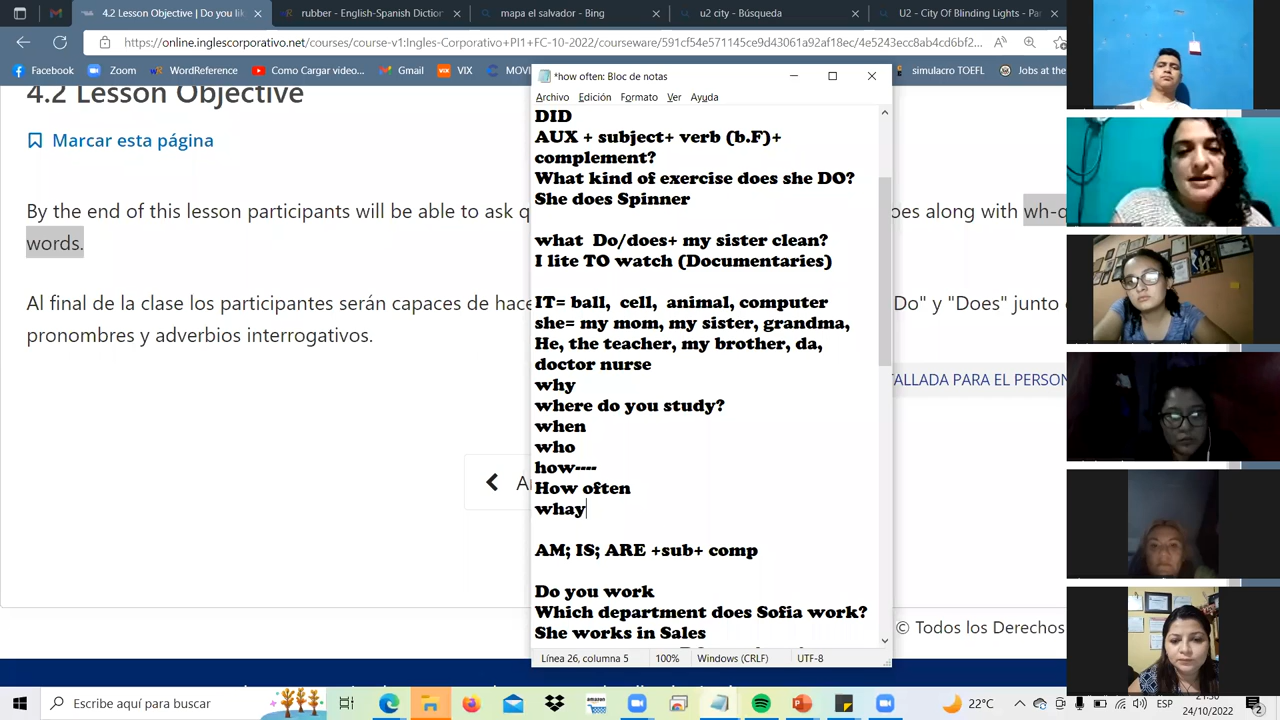 4.2 Lesson Objective | Do you lik
rubber - English-Spanish Diction
mapa el salvador - Bing
u2 city - Búsqueda
U2 - City Of Blinding Lights - Par
https://online.inglescorporativo.net/courses/course-v1:Ingles-Corporativo+PI1+FC-10-2022/courseware/591cf54e571145ce9d43061a92af18ec/4e5243ecc8ab4cd6bf2...
Facebook
Zoom
WordReference
Como Cargar video...
Gmail
VIX
MOVI
simulacro TOEFL
Jobs at the
4.2 Lesson Objective
Marcar esta página
By the end of this lesson participants will be able to ask q
oes along with wh-q
words.
Al final de la clase los participantes serán capaces de hace
Do" y "Does" junto
pronombres y adverbios interrogativos.
TALLADA PARA EL PERSON
© Todos los Derechos
*how often: Bloc de notas
Archivo Edición Formato Ver Ayuda
DID
AUX + subject+ verb (b.F)+
complement?
What kind of exercise does she DO?
She does Spinner
what Do/does+ my sister clean?
I lite TO watch (Documentaries)
IT= ball, cell, animal, computer
she= my mom, my sister, grandma,
He, the teacher, my brother, da,
doctor nurse
why
where do you study?
when
who
how----
How often
whay
AM; IS; ARE +sub+ comp
Do you work
Which department does Sofia work?
She works in Sales
Línea 26, columna 5 100% Windows (CRLF) UTF-8
Escribe aquí para buscar
22°C
ESP
24/10/2022
2